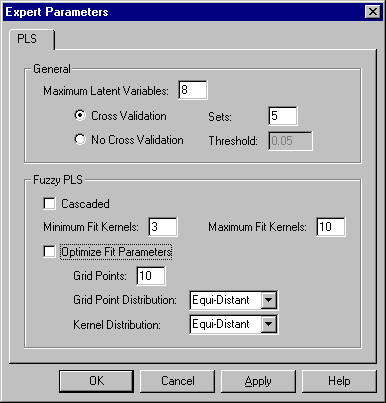 Expert Parameters
PLS
General
Maximum Latent Variables: 8
Cross Validation Sets: 5
No Cross Validation Threshold: 0.05
Fuzzy PLS
Cascaded
Minimum Fit Kernels: 3 Maximum Fit Kernels: 10
Optimize Fit Parameters
Grid Points: 10
Grid Point Distribution: Equi-Distant
Kernel Distribution: Equi-Distant
OK Cancel Apply Help